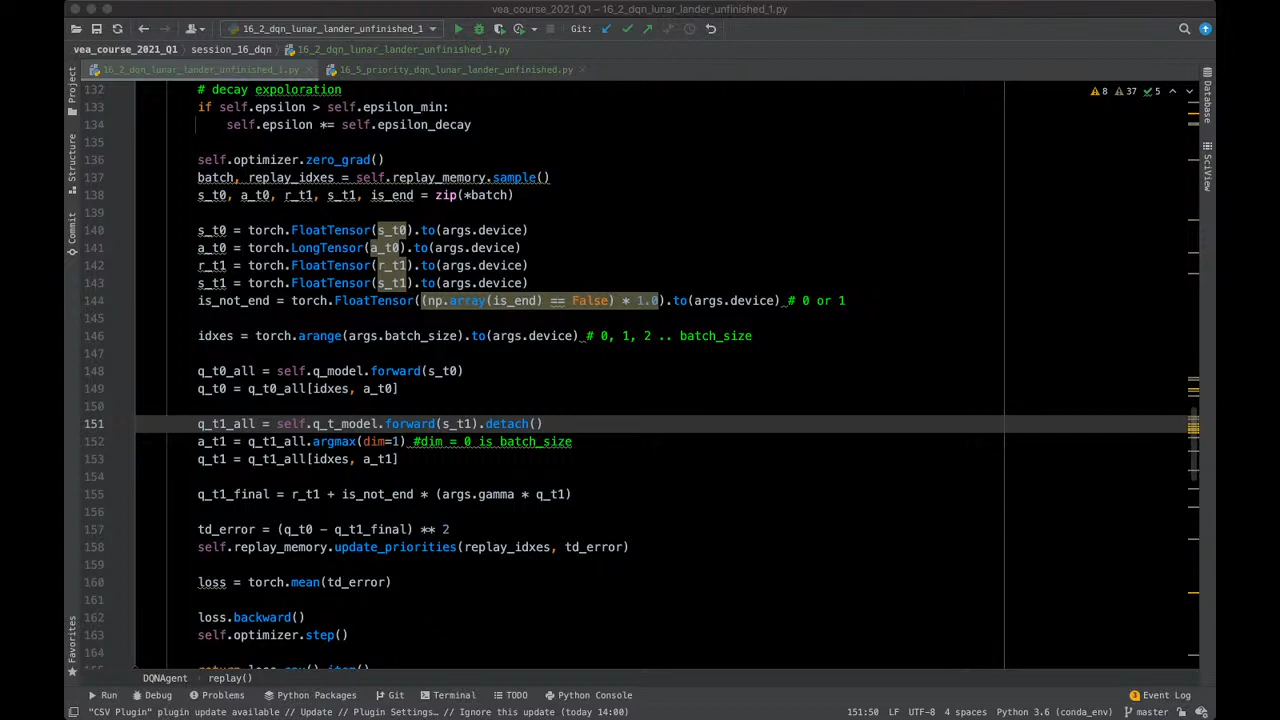 vea_course_2021_Q1 – 16_2_dqn_lunar_lander_unfinished_1.py
16_2_dqn_lunar_lander_unfinished_1
Git:
vea_course_2021_Q1 session_16_dqn 16_2_dqn_lunar_lander_unfinished_1.py
16_2_dqn_lunar_lander_unfinished_1.py 16_5_priority_dqn_lunar_lander_unfinished.py
Project
Structure
Commit
Favorites
Database
SciView
8 37 5
132 # decay expoloration
133 if self.epsilon > self.epsilon_min:
134 self.epsilon *= self.epsilon_decay
135
136 self.optimizer.zero_grad()
137 batch, replay_idxes = self.replay_memory.sample()
138 s_t0, a_t0, r_t1, s_t1, is_end = zip(*batch)
139
140 s_t0 = torch.FloatTensor(s_t0).to(args.device)
141 a_t0 = torch.LongTensor(a_t0).to(args.device)
142 r_t1 = torch.FloatTensor(r_t1).to(args.device)
143 s_t1 = torch.FloatTensor(s_t1).to(args.device)
144 is_not_end = torch.FloatTensor((np.array(is_end) == False) * 1.0).to(args.device) # 0 or 1
145
146 idxes = torch.arange(args.batch_size).to(args.device) # 0, 1, 2 .. batch_size
147
148 q_t0_all = self.q_model.forward(s_t0)
149 q_t0 = q_t0_all[idxes, a_t0]
150
151 q_t1_all = self.q_t_model.forward(s_t1).detach()
152 a_t1 = q_t1_all.argmax(dim=1) #dim = 0 is batch_size
153 q_t1 = q_t1_all[idxes, a_t1]
154
155 q_t1_final = r_t1 + is_not_end * (args.gamma * q_t1)
156
157 td_error = (q_t0 - q_t1_final) ** 2
158 self.replay_memory.update_priorities(replay_idxes, td_error)
159
160 loss = torch.mean(td_error)
161
162 loss.backward()
163 self.optimizer.step()
164
DQNAgent replay()
Run Debug Problems Python Packages Git Terminal TODO Python Console 3 Event Log
"CSV Plugin" plugin update available // Update // Plugin Settings... // Ignore this update (today 14:00) 151:50 LF UTF-8 4 spaces Python 3.6 (conda_env) master